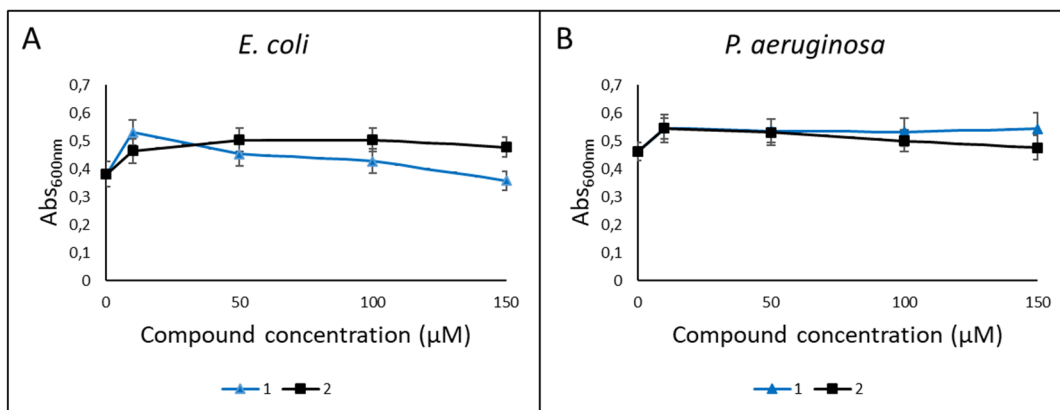 A
E. coli
0,7
0,6
0,5
0,4
0,3
0,2
0,1
0
Abs600nm
0 50 100 150
Compound concentration (µM)
1 2
B
P. aeruginosa
0,7
0,6
0,5
0,4
0,3
0,2
0,1
0
Abs600nm
0 50 100 150
Compound concentration (µM)
1 2